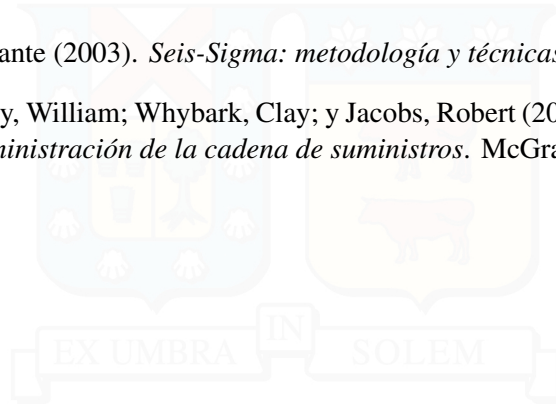 ante (2003). Seis-Sigma: metodología y técnicas
y, William; Whybark, Clay; y Jacobs, Robert (20
ministración de la cadena de suministros. McGra
EX UMBRA IN SOLEM